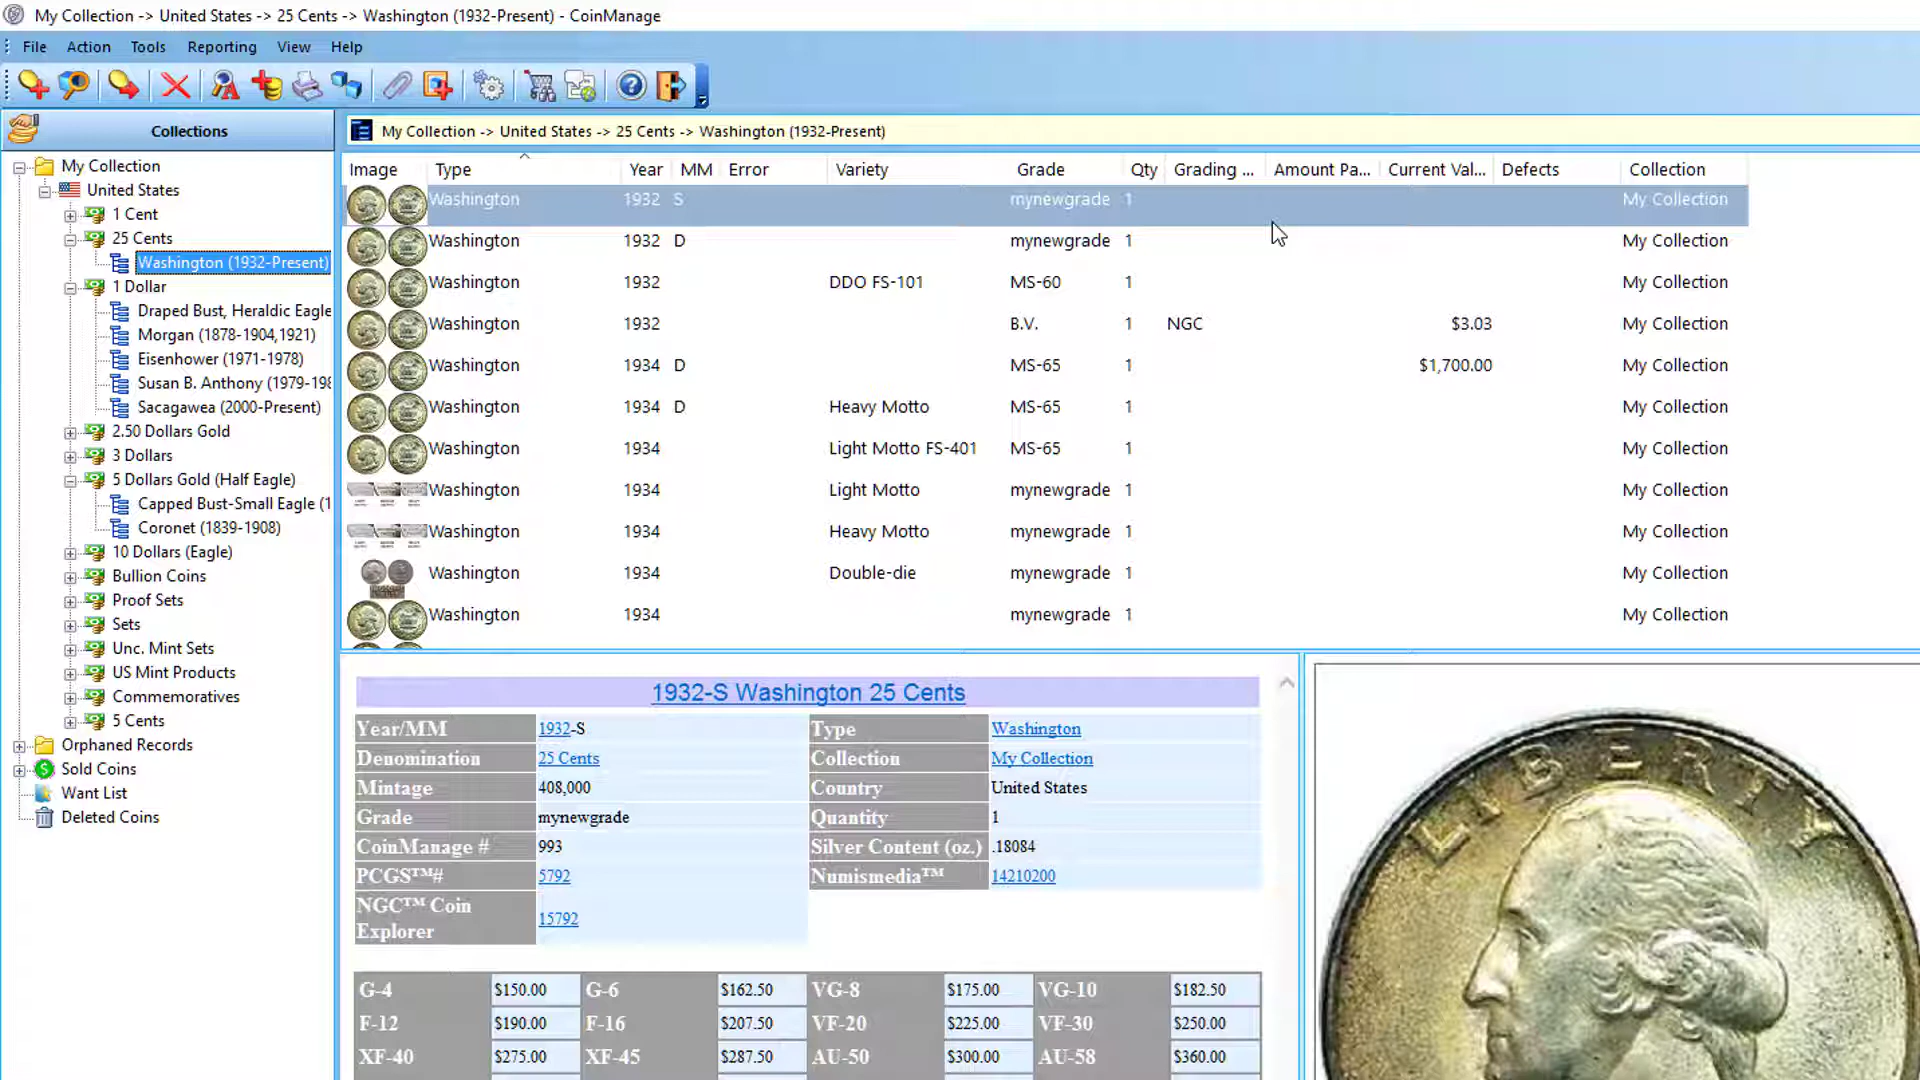 My Collection -> United States -> 25 Cents -> Washington (1932-Present) - CoinManage
File Action Tools Reporting View Help
Collections
My Collection -> United States -> 25 Cents -> Washington (1932-Present)
My Collection
United States
1 Cent
25 Cents
Washington (1932-Present)
1 Dollar
Draped Bust, Heraldic Eagle
Morgan (1878-1904,1921)
Eisenhower (1971-1978)
Susan B. Anthony (1979-198
Sacagawea (2000-Present)
2.50 Dollars Gold
3 Dollars
5 Dollars Gold (Half Eagle)
Capped Bust-Small Eagle (1
Coronet (1839-1908)
10 Dollars (Eagle)
Bullion Coins
Proof Sets
Sets
Unc. Mint Sets
US Mint Products
Commemoratives
5 Cents
Orphaned Records
Sold Coins
Want List
Deleted Coins
Image Type Year MM Error Variety Grade Qty Grading ... Amount Pa... Current Val... Defects Collection
Washington 1932 S mynewgrade 1 My Collection
Washington 1932 D mynewgrade 1 My Collection
Washington 1932 DDO FS-101 MS-60 1 My Collection
Washington 1932 B.V. 1 NGC $3.03 My Collection
Washington 1934 D MS-65 1 $1,700.00 My Collection
Washington 1934 D Heavy Motto MS-65 1 My Collection
Washington 1934 Light Motto FS-401 MS-65 1 My Collection
Washington 1934 Light Motto mynewgrade 1 My Collection
Washington 1934 Heavy Motto mynewgrade 1 My Collection
Washington 1934 Double-die mynewgrade 1 My Collection
Washington 1934 mynewgrade 1 My Collection
1932-S Washington 25 Cents
Year/MM 1932-S Type Washington
Denomination 25 Cents Collection My Collection
Mintage 408,000 Country United States
Grade mynewgrade Quantity 1
CoinManage # 993 Silver Content (oz.) .18084
PCGS™# 5792 Numismedia™ 14210200
NGC™ Coin
Explorer 15792
G-4 $150.00 G-6 $162.50 VG-8 $175.00 VG-10 $182.50
F-12 $190.00 F-16 $207.50 VF-20 $225.00 VF-30 $250.00
XF-40 $275.00 XF-45 $287.50 AU-50 $300.00 AU-58 $360.00
LIBERTY